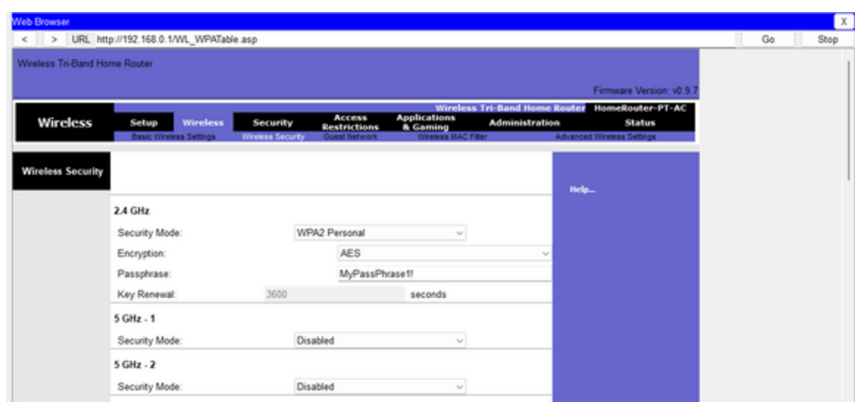 Web Browser X
< > URL http://192.168.0.1/WL_WPATable.asp Go Stop
Wireless Tri-Band Home Router
Firmware Version: v0.9.7
Wireless Tri-Band Home Router HomeRouter-PT-AC
Wireless Setup Wireless Security Access Restrictions Applications & Gaming Administration Status
Basic Wireless Settings Wireless Security Guest Network Wireless MAC Filter Advanced Wireless Settings
Wireless Security
Help...
2.4 GHz
Security Mode: WPA2 Personal
Encryption: AES
Passphrase: MyPassPhrase1!
Key Renewal: 3600 seconds
5 GHz - 1
Security Mode: Disabled
5 GHz - 2
Security Mode: Disabled